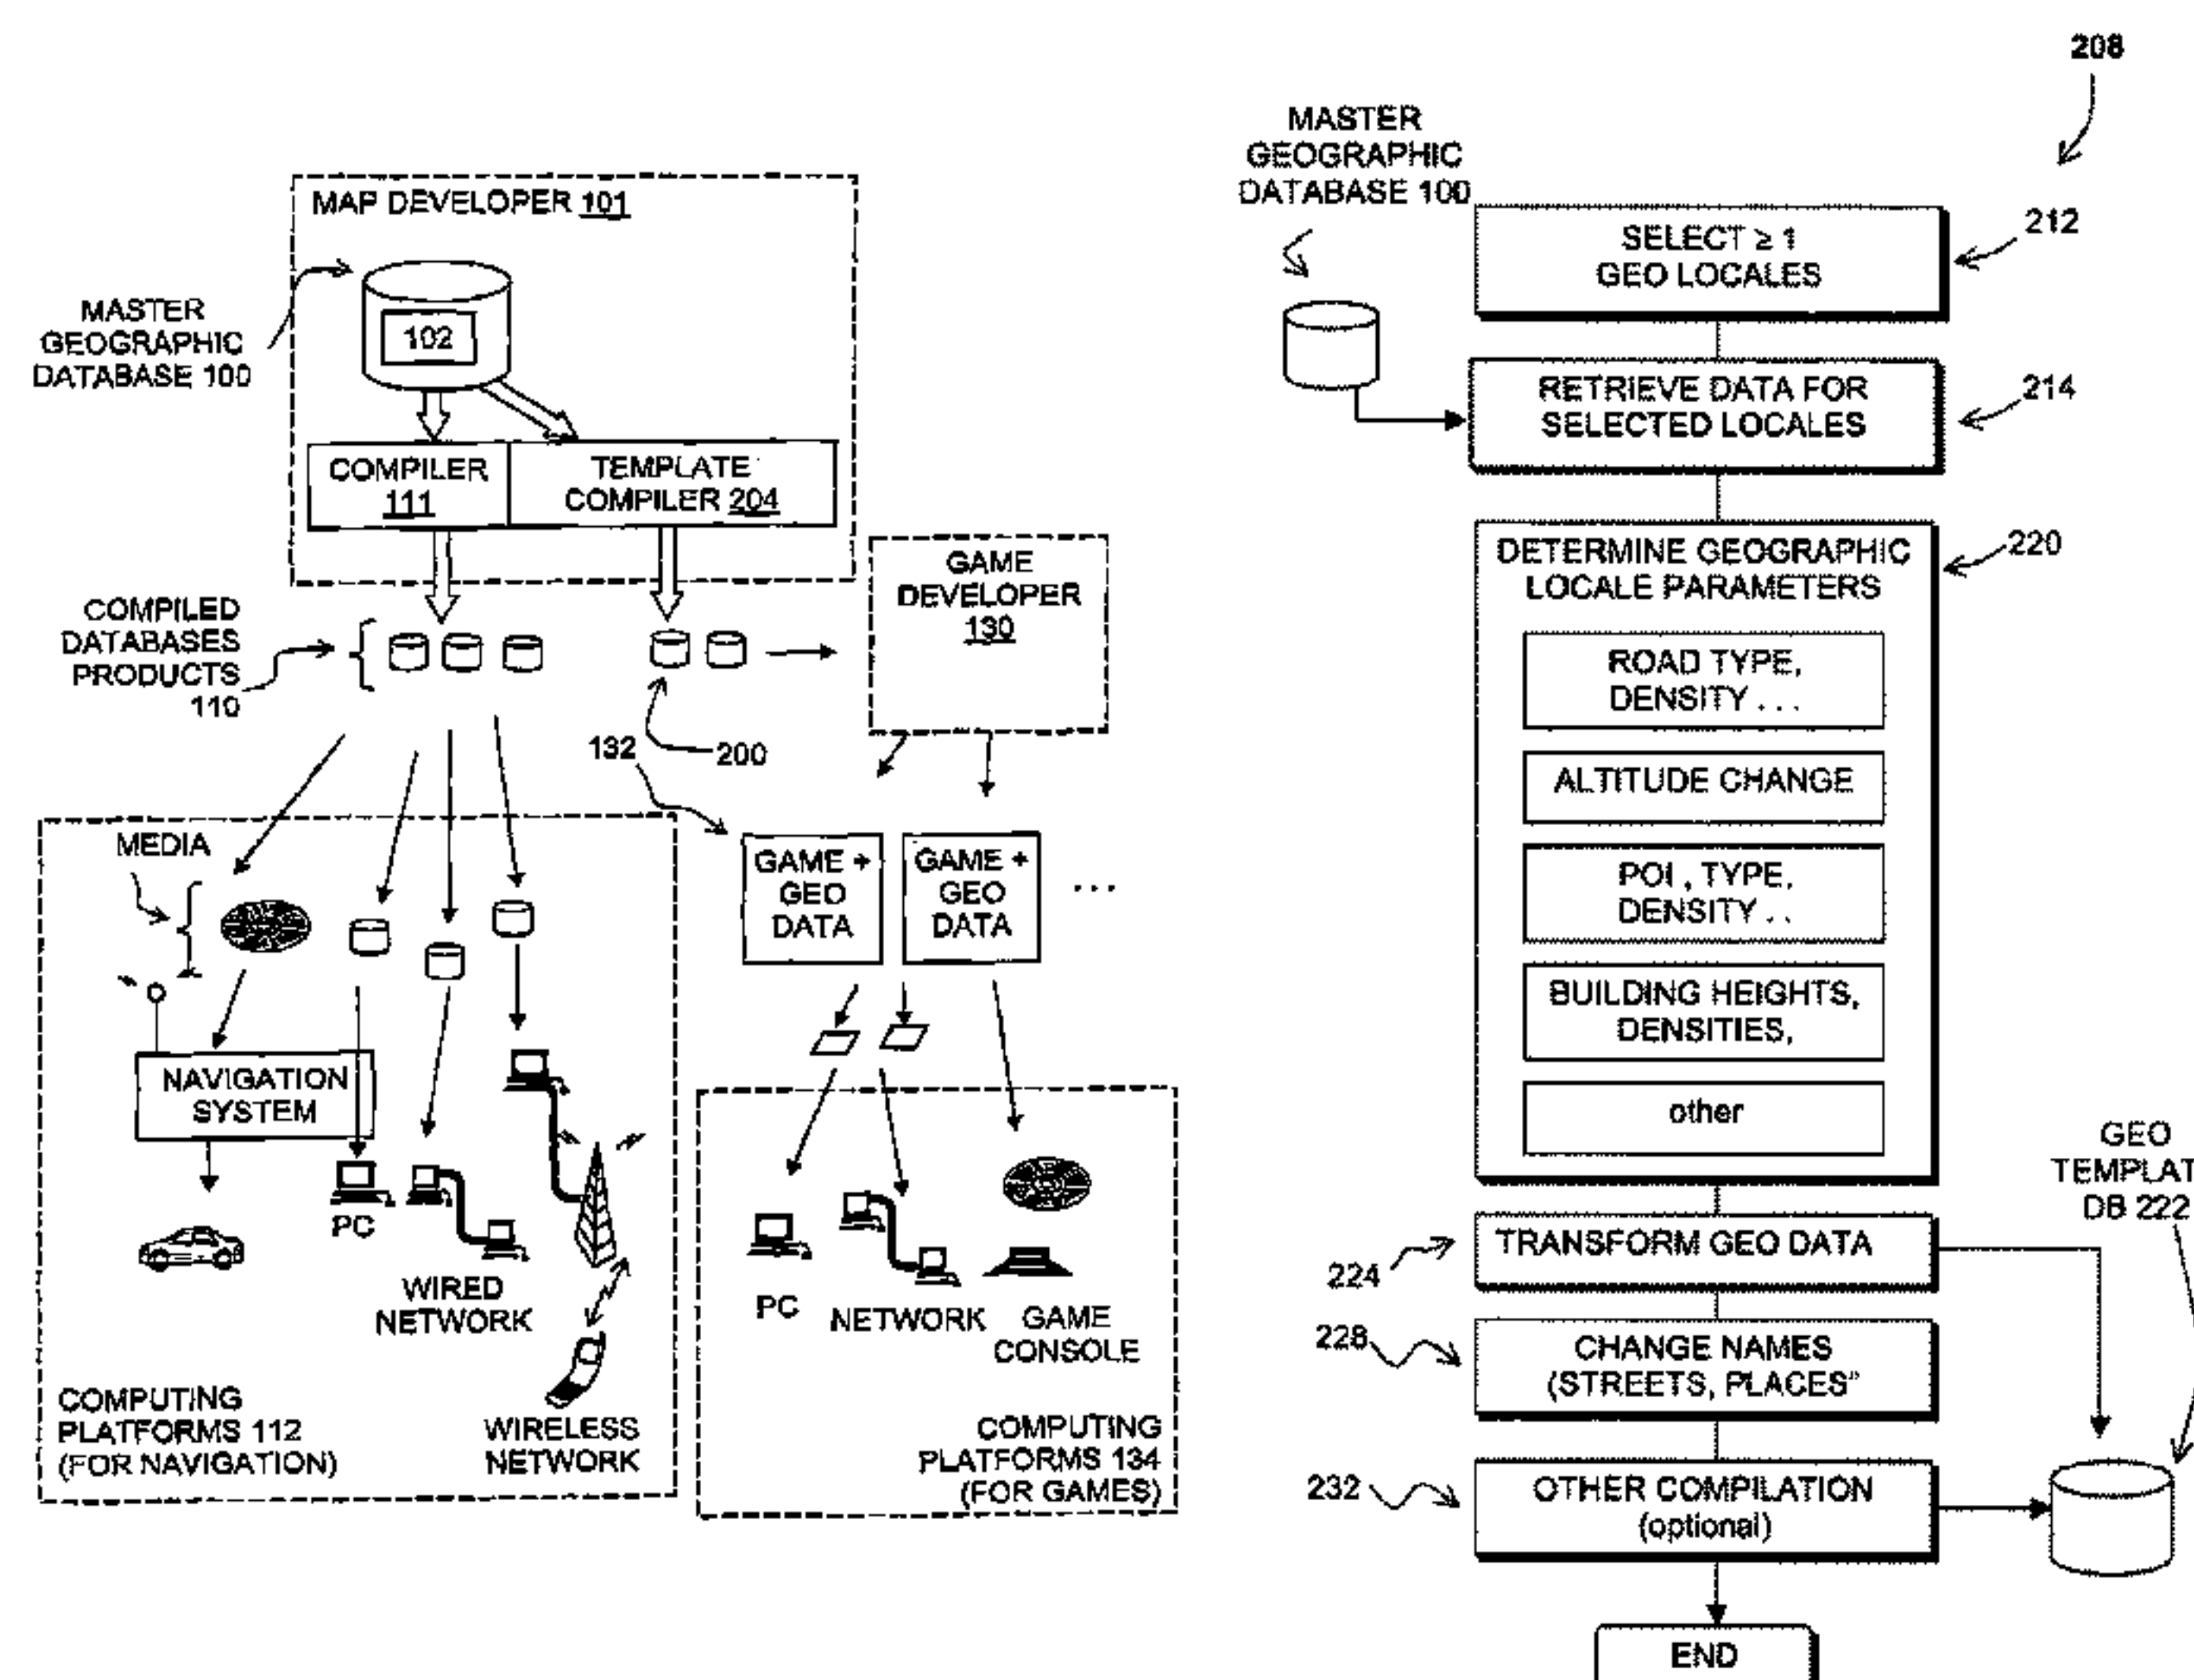 MAP DEVELOPER 101
MASTER
GEOGRAPHIC
DATABASE 100
102
COMPILER
111
TEMPLATE
COMPILER 204
COMPILED
DATABASES
PRODUCTS
110
200
GAME
DEVELOPER
130
132
GAME +
GEO
DATA
GAME +
GEO
DATA
...
MEDIA
NAVIGATION
SYSTEM
PC
WIRED
NETWORK
WIRELESS
NETWORK
COMPUTING
PLATFORMS 112
(FOR NAVIGATION)
PC
NETWORK
GAME
CONSOLE
COMPUTING
PLATFORMS 134
(FOR GAMES)
208
MASTER
GEOGRAPHIC
DATABASE 100
SELECT ≥ 1
GEO LOCALES
212
RETRIEVE DATA FOR
SELECTED LOCALES
214
DETERMINE GEOGRAPHIC
LOCALE PARAMETERS
220
ROAD TYPE,
DENSITY . . .
ALTITUDE CHANGE
POI , TYPE,
DENSITY . .
BUILDING HEIGHTS,
DENSITIES,
other
GEO
TEMPLAT
DB 222
TRANSFORM GEO DATA
224
CHANGE NAMES
(STREETS, PLACES"
228
OTHER COMPILATION
(optional)
232
END